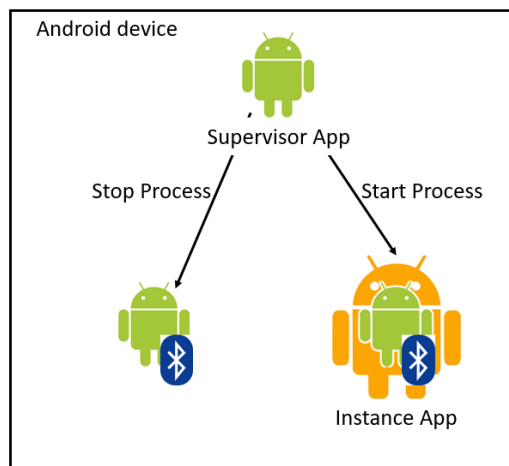 Android device
Supervisor App
Stop Process
Start Process
Instance App